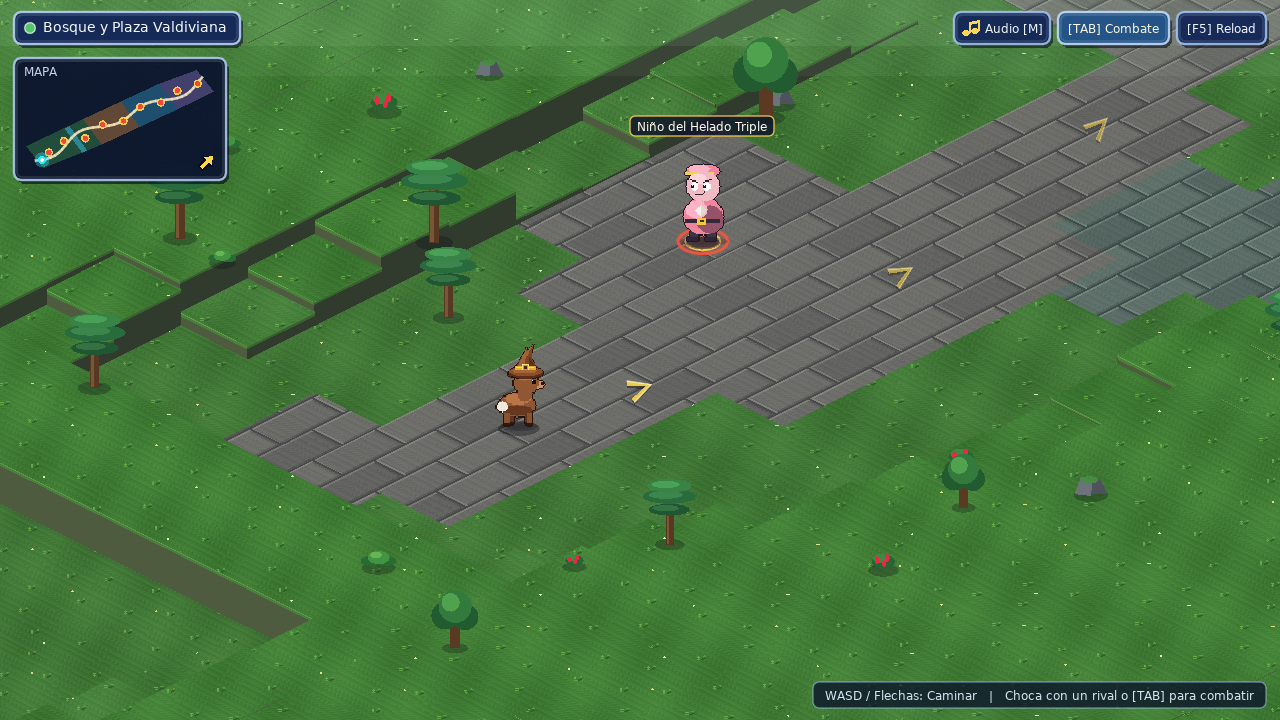 Bosque y Plaza Valdiviana
Audio [M]
[TAB] Combate
[F5] Reload
MAPA
Niño del Helado Triple
WASD / Flechas: Caminar | Choca con un rival o [TAB] para combatir